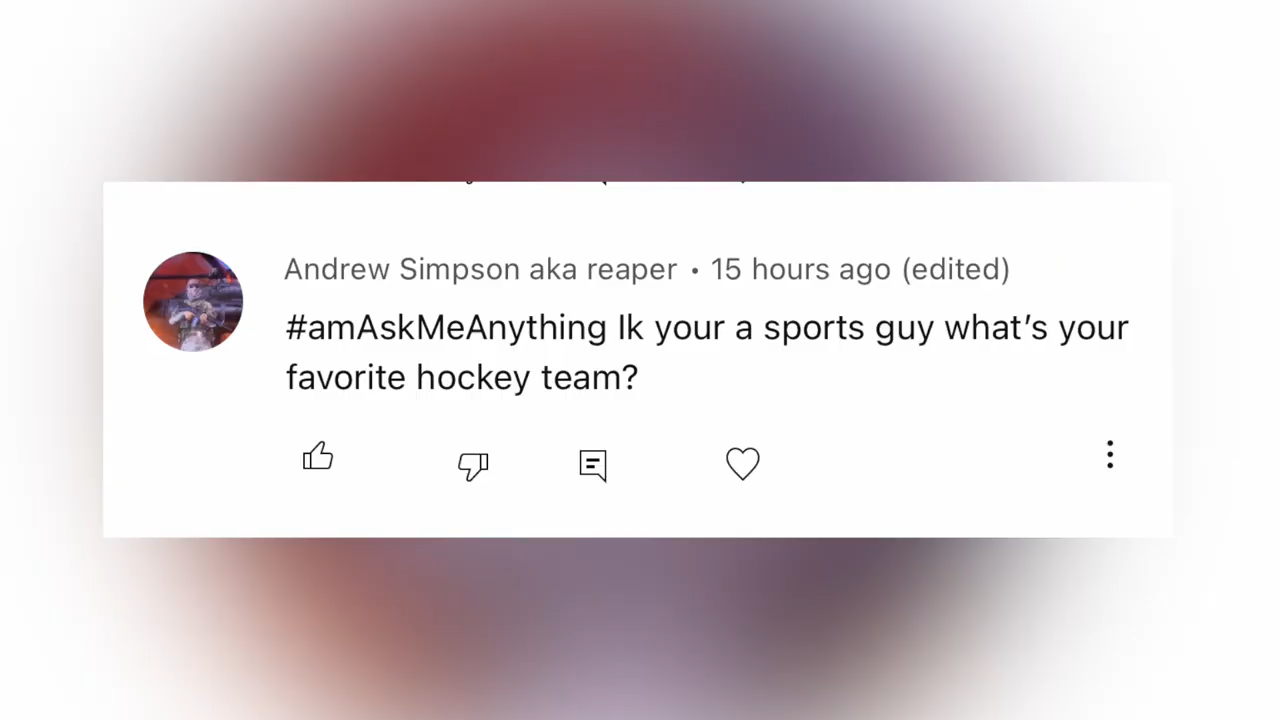 Andrew Simpson aka reaper • 15 hours ago (edited)
#amAskMeAnything Ik your a sports guy what’s your
favorite hockey team?